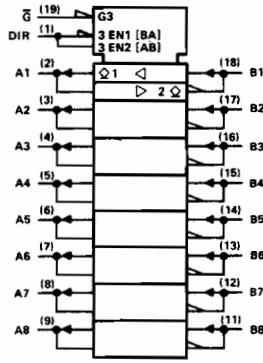 G̅ (19) G3
DIR (1) 3 EN1 [BA]
3 EN2 [AB]
A1 (2) ◇1 ◁ (18) B1
▷ 2◇
A2 (3) (17) B2
A3 (4) (16) B3
A4 (5) (15) B4
A5 (6) (14) B5
A6 (7) (13) B6
A7 (8) (12) B7
A8 (9) (11) B8